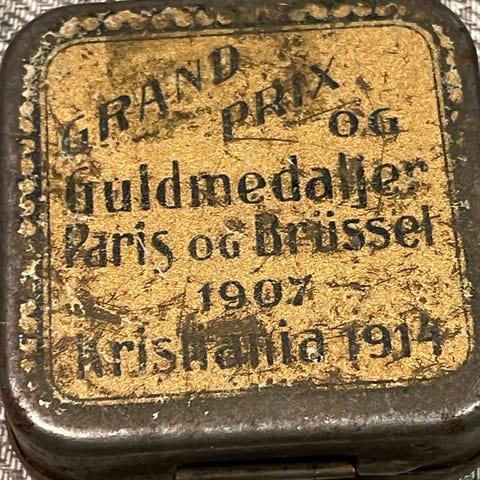 GRAND
PRIX
OG
Guldmedaljer
Paris OG Brüssel
1907
Kristiania 1914